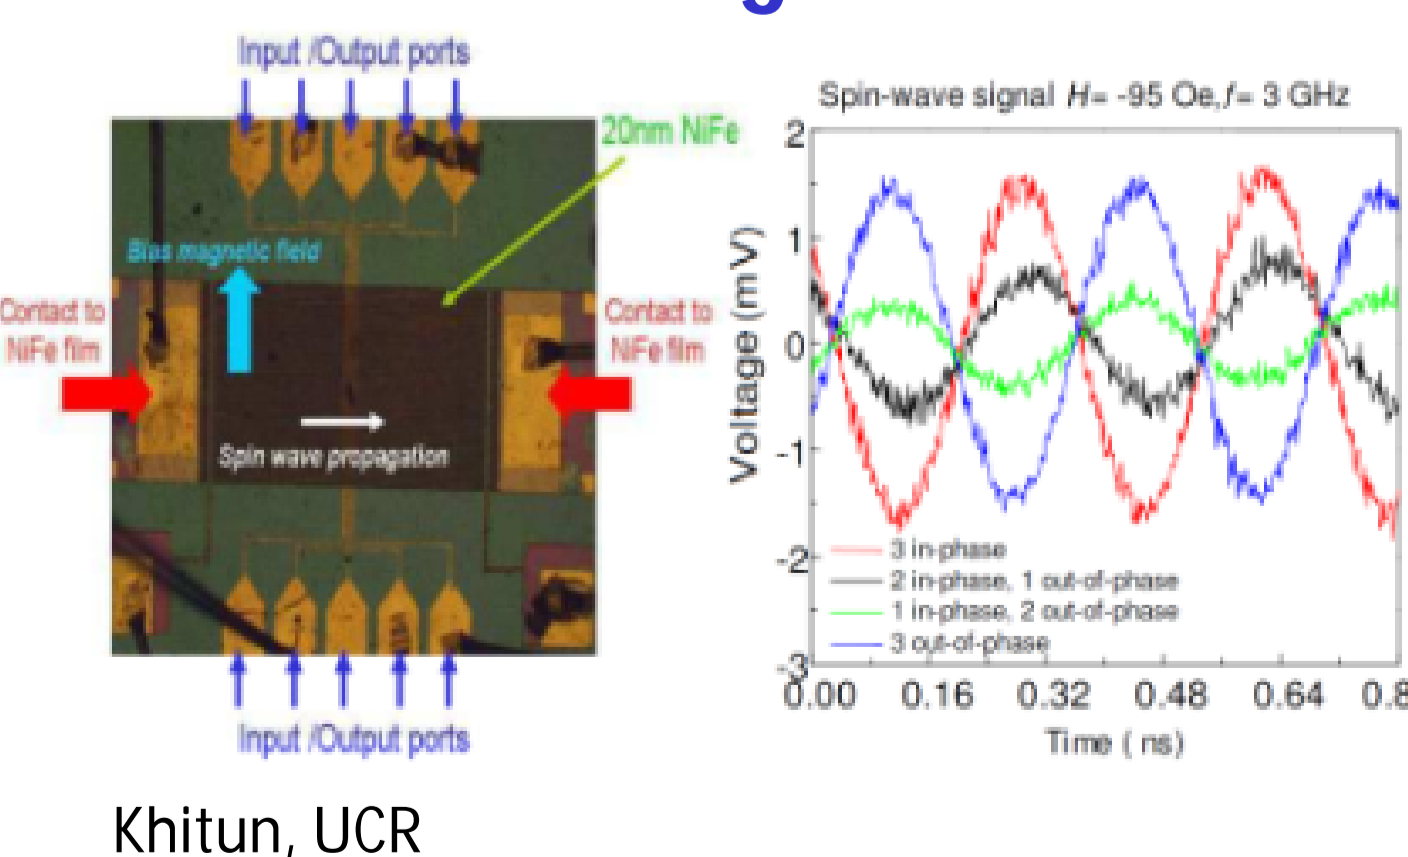 Input /Output ports
20nm NiFe
Bias magnetic field
Contact to
NiFe film
Contact to
NiFe film
Spin wave propagation
Input /Output ports
Khitun, UCR
Spin-wave signal H= -95 Oe,f= 3 GHz
Voltage (mV)
2
1
0
-1
-2
-3
3 in-phase
2 in-phase, 1 out-of-phase
1 in-phase, 2 out-of-phase
3 out-of-phase
0.00 0.16 0.32 0.48 0.64 0.8
Time ( ns)